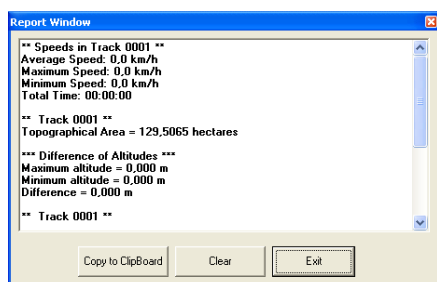 Report Window
** Speeds in Track 0001 **
Average Speed: 0,0 km/h
Maximum Speed: 0,0 km/h
Minimum Speed: 0,0 km/h
Total Time: 00:00:00
** Track 0001 **
Topographical Area = 129,5065 hectares
*** Difference of Altitudes ***
Maximum altitude = 0,000 m
Minimum altitude = 0,000 m
Difference = 0,000 m
** Track 0001 **
Copy to ClipBoard
Clear
Exit